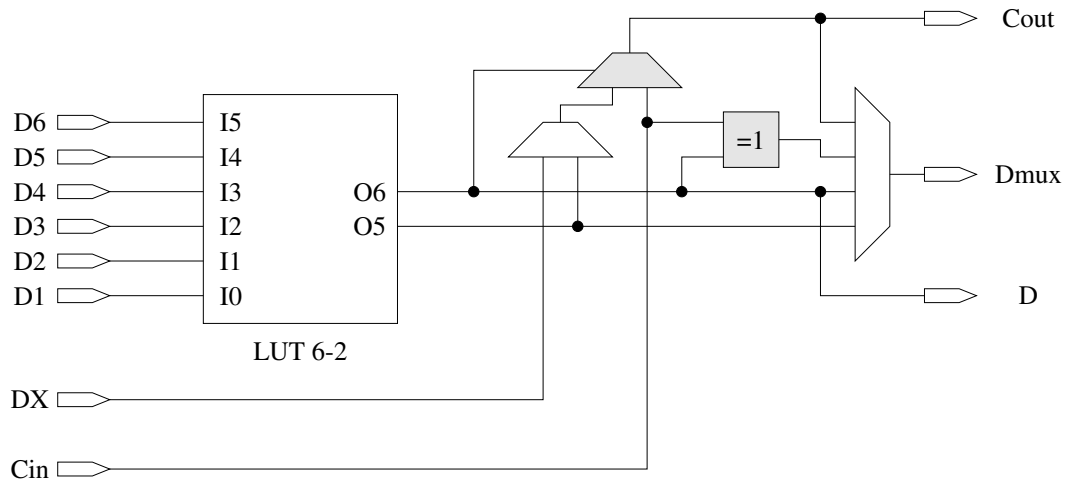 Cout
D6 I5
D5 I4 =1
D4 I3 O6 Dmux
D3 I2 O5
D2 I1
D1 I0 D
LUT 6-2
DX
Cin